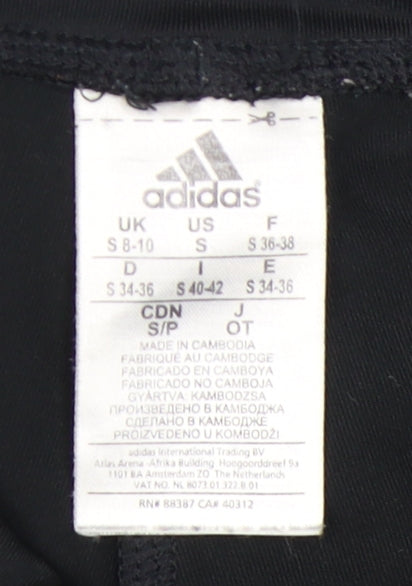 adidas
UK US F
S 8-10 S S 36-38
D I E
S 34-36 S 40-42 S 34-36
CDN J
S/P OT
MADE IN CAMBODIA
FABRIQUÉ AU CAMBODGE
FABRICADO EN CAMBOYA
FABRICADO NO CAMBOJA
GYÁRTVA: KAMBODZSA
ПРОИЗВЕДЕНО В КАМБОДЖА
СДЕЛАНО В КАМБОДЖЕ
PROIZVEDENO U KOMBODŽI
adidas International Trading BV
Atlas Arena -Afrika Building Hoogoorddreef 9a
1101 BA Amsterdam ZO The Netherlands
VAT NO. NL 8073.01.322.B.01
RN# 88387 CA# 40312